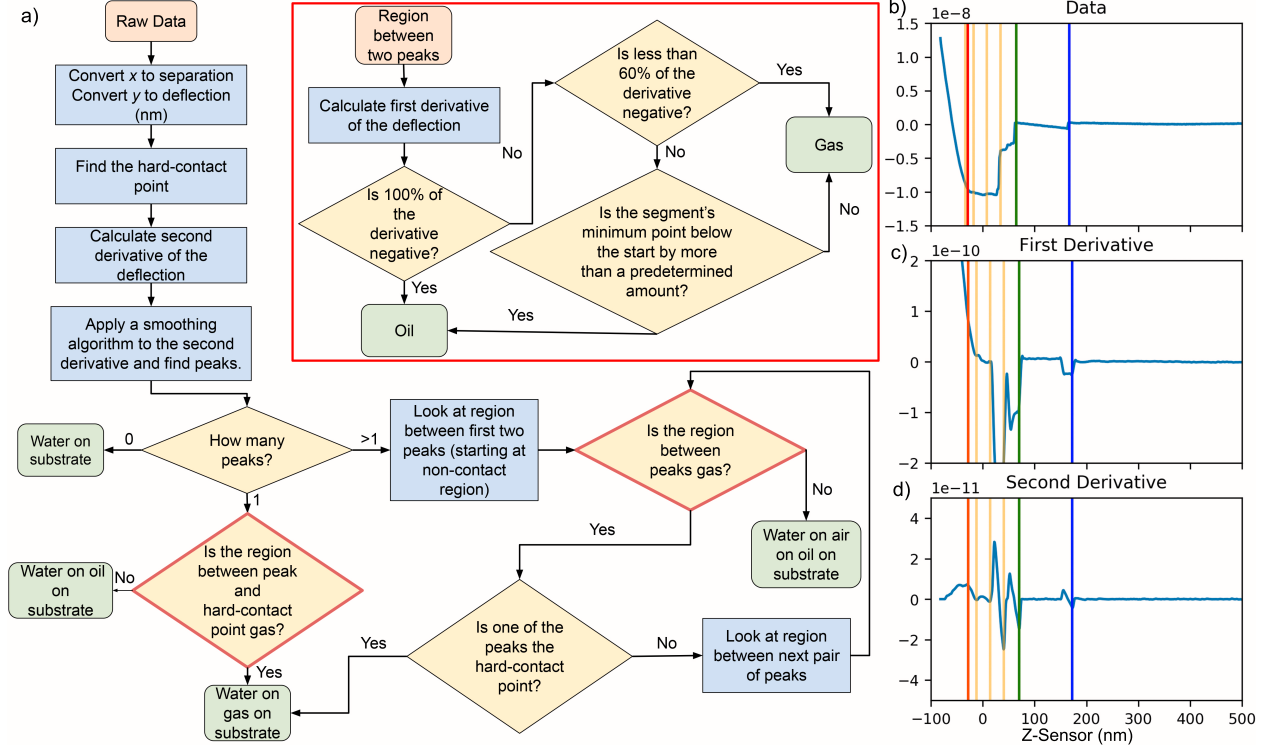 a)
Raw Data
Convert x to separation
Convert y to deflection
(nm)
Find the hard-contact
point
Calculate second
derivative of the
deflection
Apply a smoothing
algorithm to the second
derivative and find peaks.
How many
peaks?
0
Water on
substrate
>1
1
Is the region
between peak
and
hard-contact
point gas?
No
Water on oil
on
substrate
Yes
Water on
gas on
substrate
Look at region
between first two
peaks (starting at
non-contact
region)
Is the region
between
peaks gas?
No
Water on air
on oil on
substrate
Yes
Is one of the
peaks the
hard-contact
point?
Yes
No
Look at region
between next pair
of peaks
Region
between
two peaks
Calculate first derivative
of the deflection
Is 100% of
the
derivative
negative?
No
Yes
Oil
Is less than
60% of the
derivative
negative?
Yes
No
Gas
Is the segment's
minimum point below
the start by more
than a predetermined
amount?
No
Yes
b)
Data
1e−8
1.5
1.0
0.5
0.0
−0.5
−1.0
−1.5
c)
First Derivative
1e−10
2
1
0
−1
−2
d)
Second Derivative
1e−11
4
2
0
−2
−4
−100 0 100 200 300 400 500
Z-Sensor (nm)